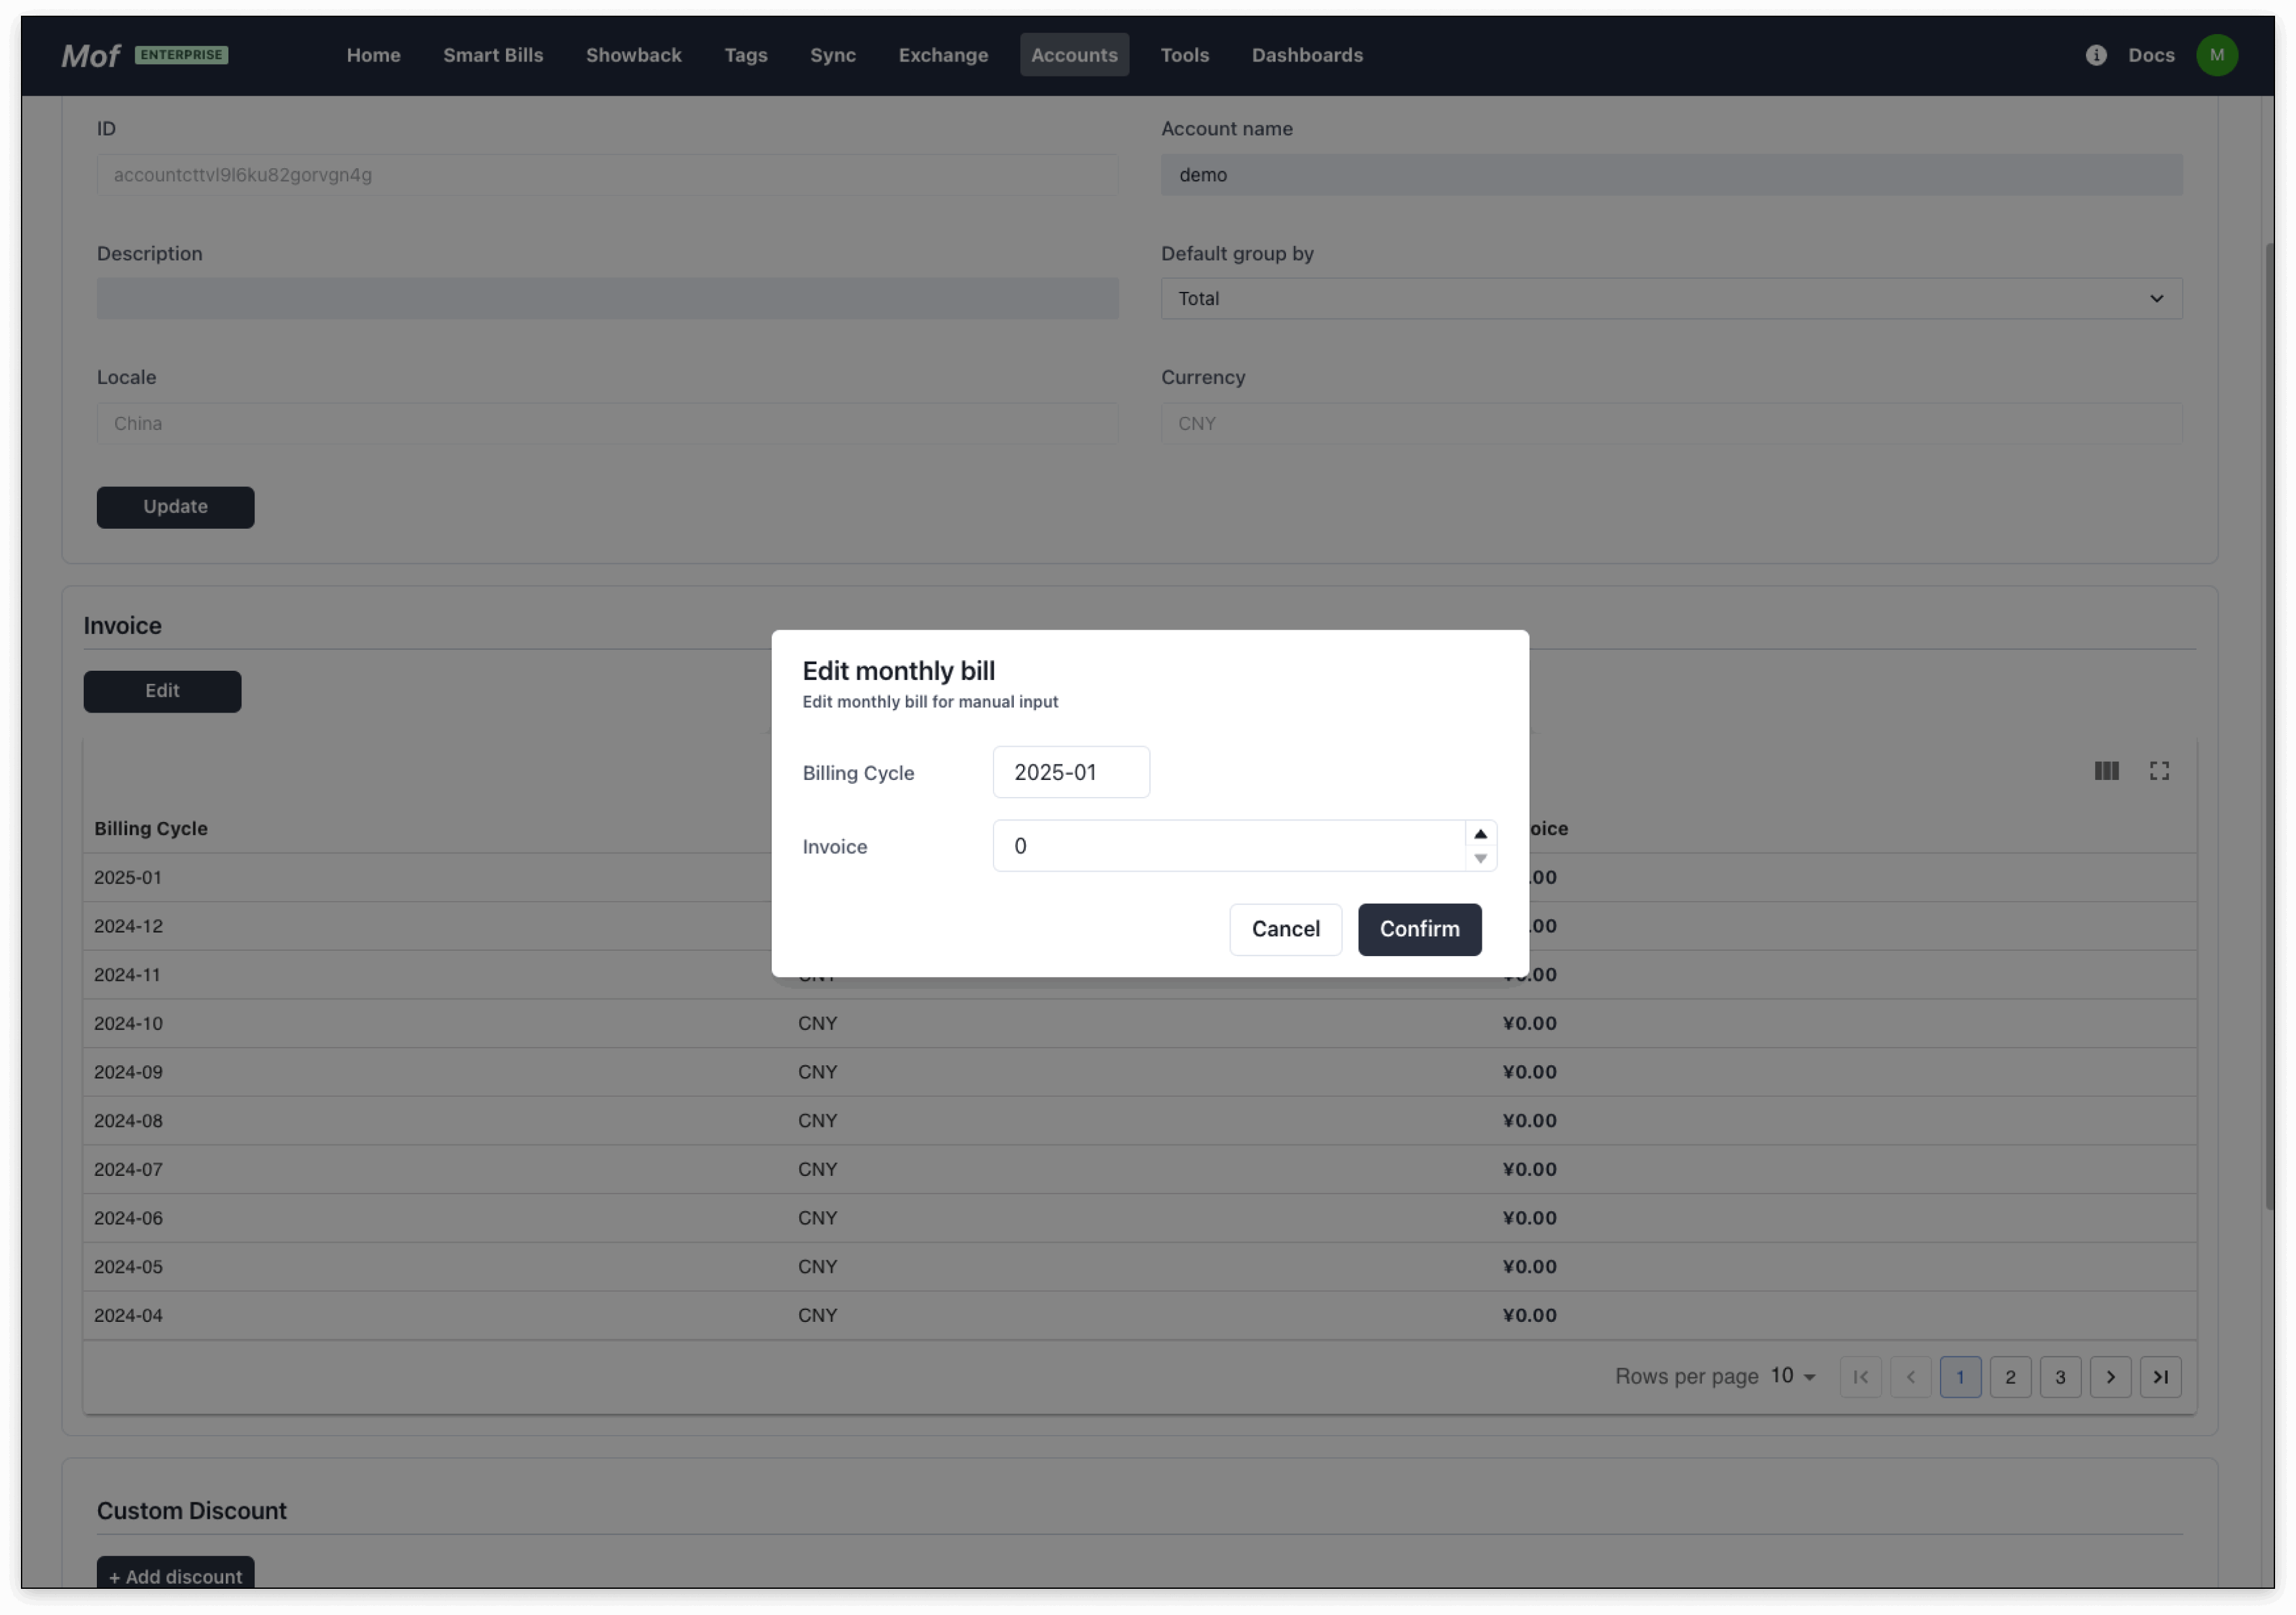 Mof ENTERPRISE Home Smart Bills Showback Tags Sync Exchange Accounts Tools Dashboards Docs M
ID Account name
accountcttvl9l6ku82gorvgn4g demo
Description Default group by
Total
Locale Currency
China CNY
Update
Invoice
Edit
Edit monthly bill
Edit monthly bill for manual input
Billing Cycle 2025-01
Invoice 0
Cancel Confirm
Billing Cycle oice
2025-01 .00
2024-12 .00
2024-11 .00
2024-10 CNY ¥0.00
2024-09 CNY ¥0.00
2024-08 CNY ¥0.00
2024-07 CNY ¥0.00
2024-06 CNY ¥0.00
2024-05 CNY ¥0.00
2024-04 CNY ¥0.00
Rows per page 10 1 2 3
Custom Discount
+ Add discount